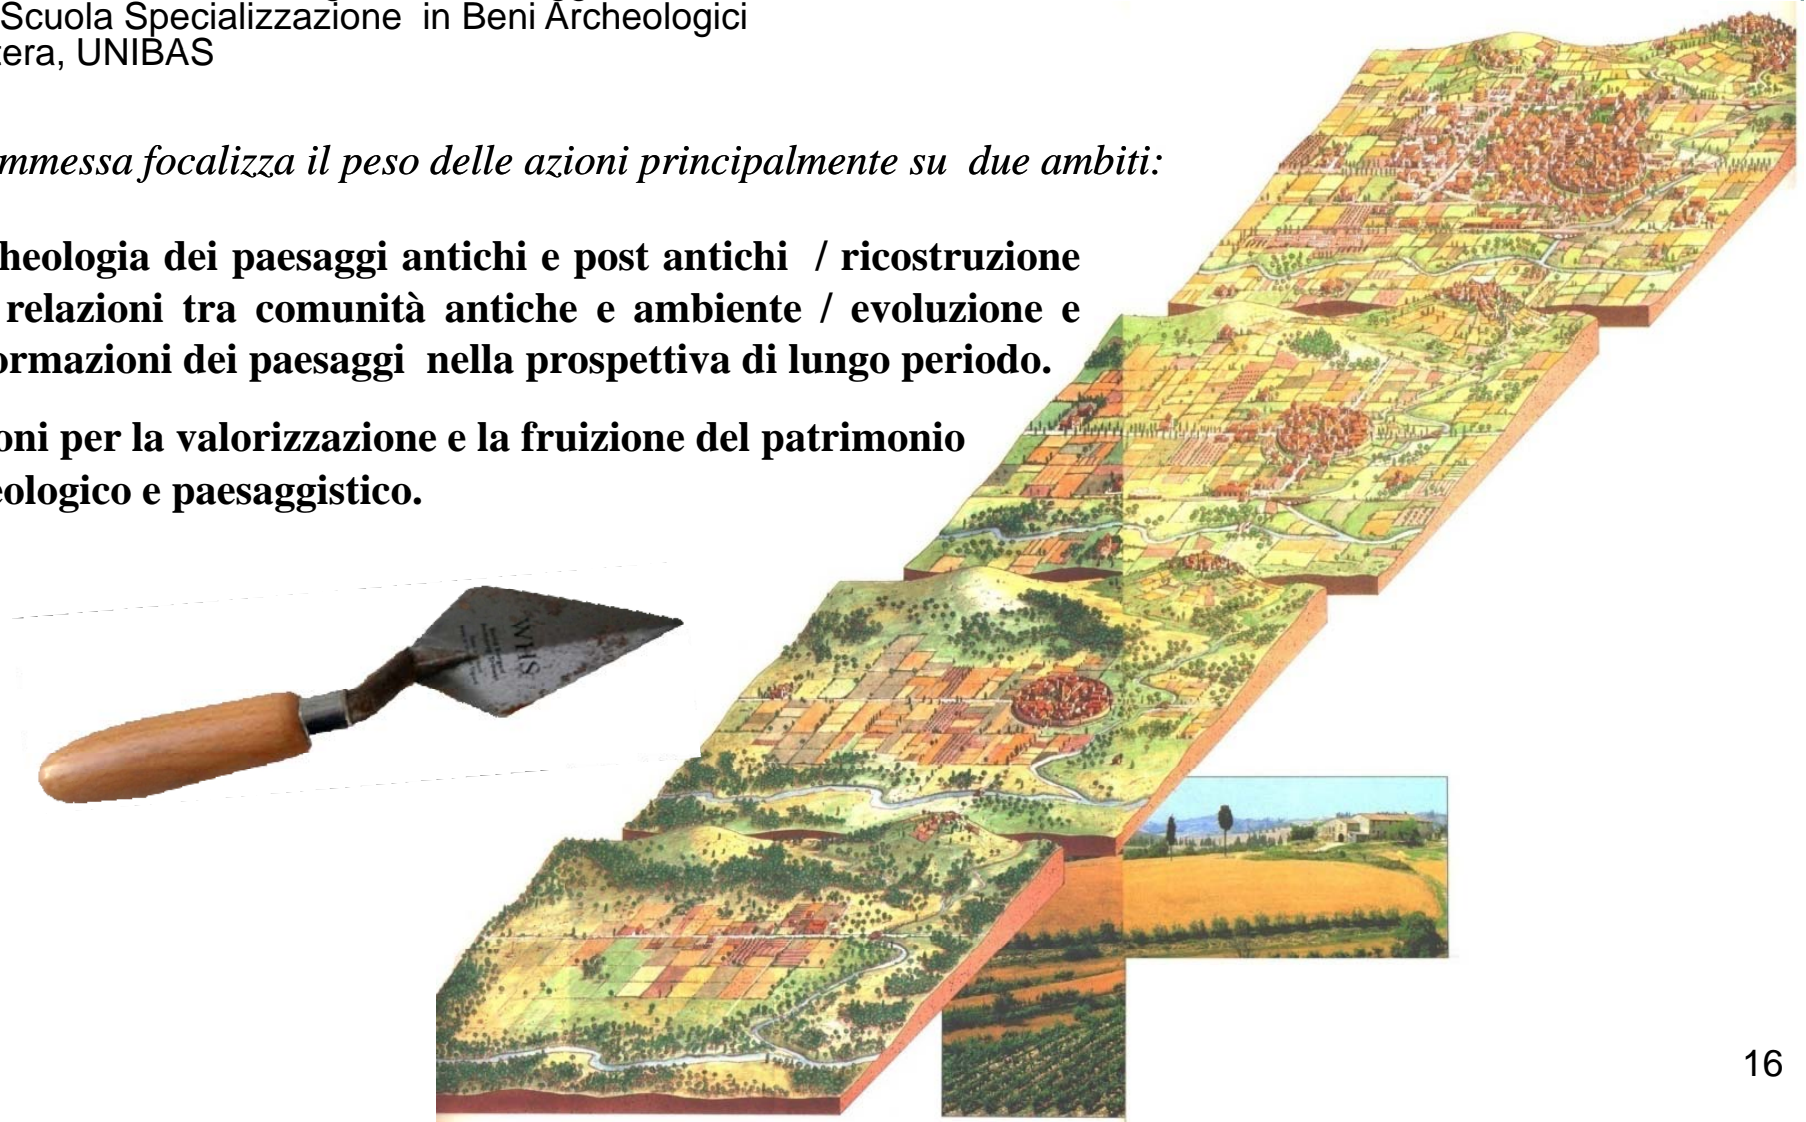 Scuola Specializzazione in Beni Archeologici
tera, UNIBAS
mmessa focalizza il peso delle azioni principalmente su due ambiti:
heologia dei paesaggi antichi e post antichi / ricostruzione
relazioni tra comunità antiche e ambiente / evoluzione e
ormazioni dei paesaggi nella prospettiva di lungo periodo.
oni per la valorizzazione e la fruizione del patrimonio
eologico e paesaggistico.
WHS
16